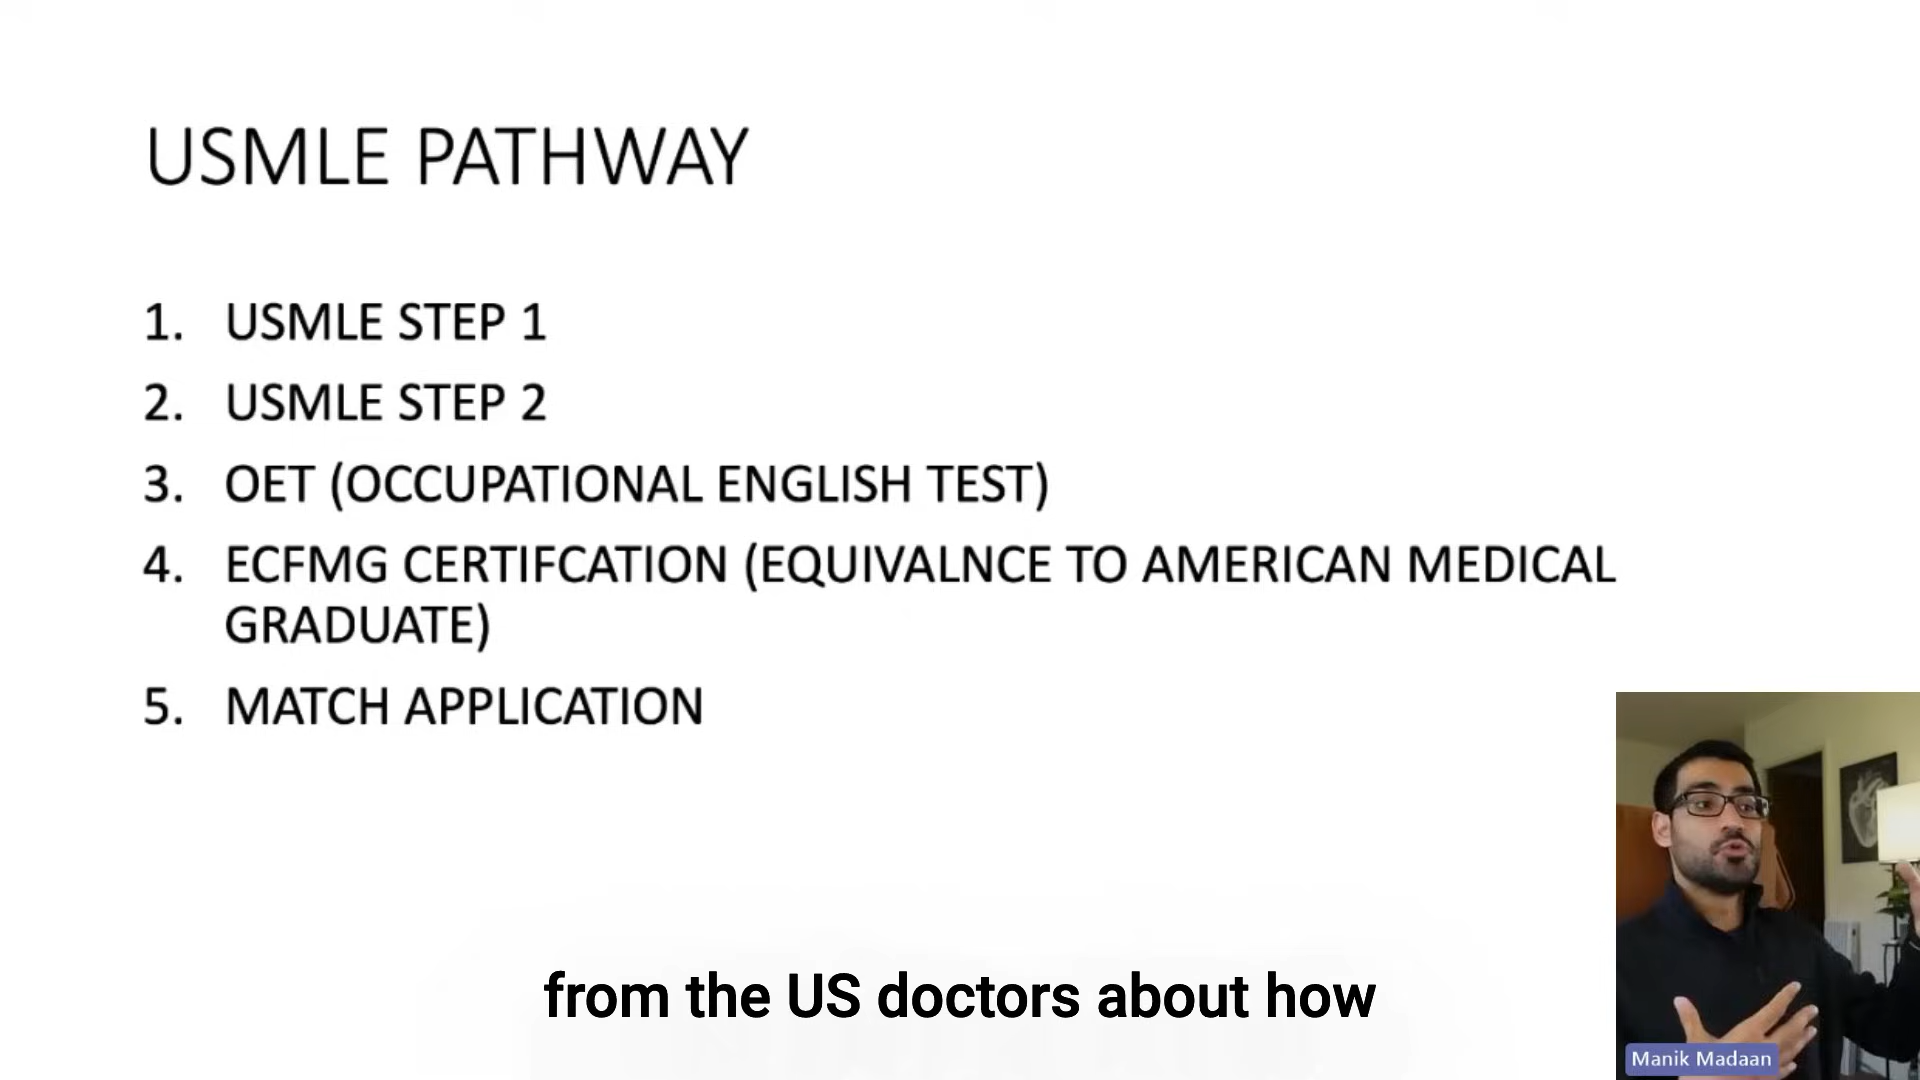 USMLE PATHWAY
1. USMLE STEP 1
2. USMLE STEP 2
3. OET (OCCUPATIONAL ENGLISH TEST)
4. ECFMG CERTIFCATION (EQUIVALNCE TO AMERICAN MEDICAL
GRADUATE)
5. MATCH APPLICATION
from the US doctors about how
Manik Madaan